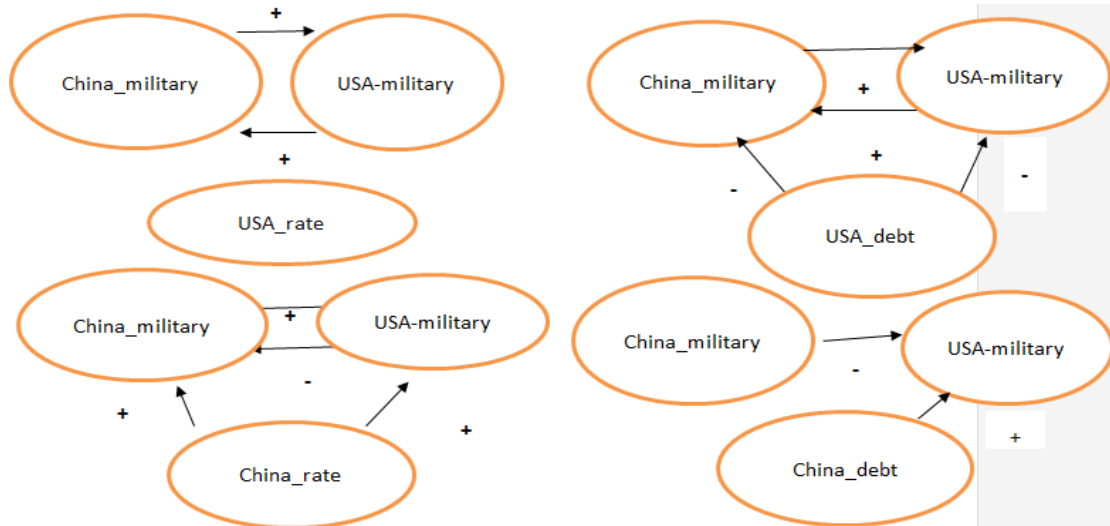 +
China_military
USA-military
+
USA_rate
China_military
USA-military
+
-
+
+
China_rate
China_military
USA-military
+
+
-
-
USA_debt
China_military
USA-military
-
+
China_debt